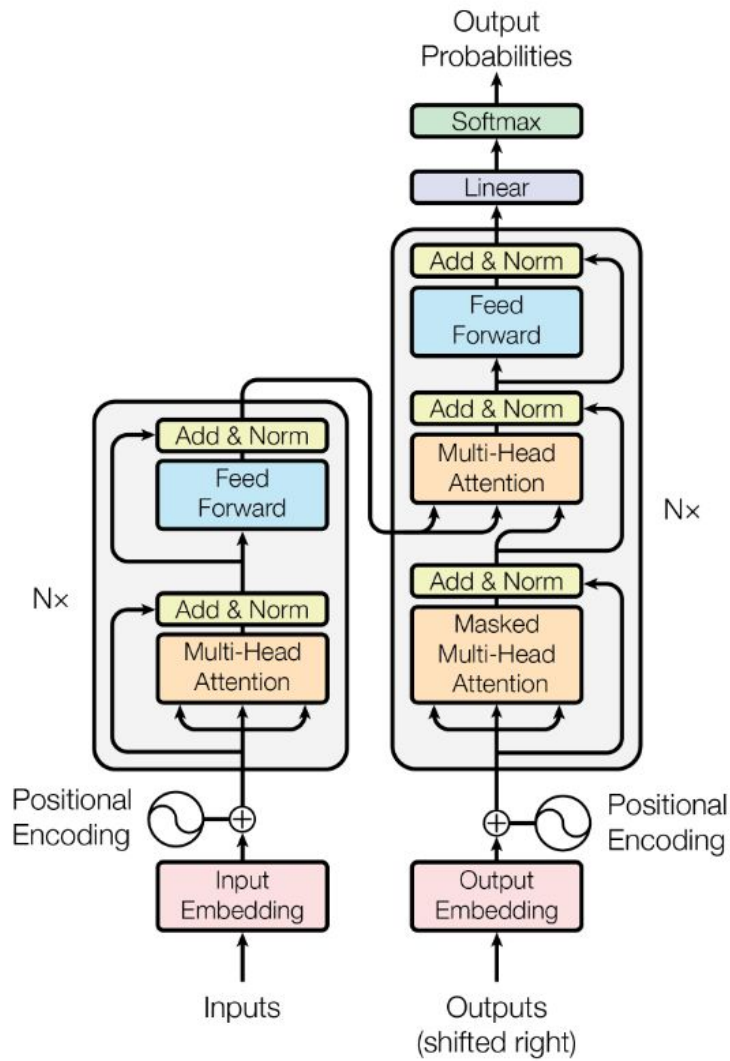 Output
Probabilities
Softmax
Linear
Add & Norm
Feed
Forward
Add & Norm
Multi-Head
Attention
Add & Norm
Masked
Multi-Head
Attention
N×
Add & Norm
Feed
Forward
Add & Norm
Multi-Head
Attention
N×
Positional
Encoding
Positional
Encoding
Input
Embedding
Output
Embedding
Inputs
Outputs
(shifted right)